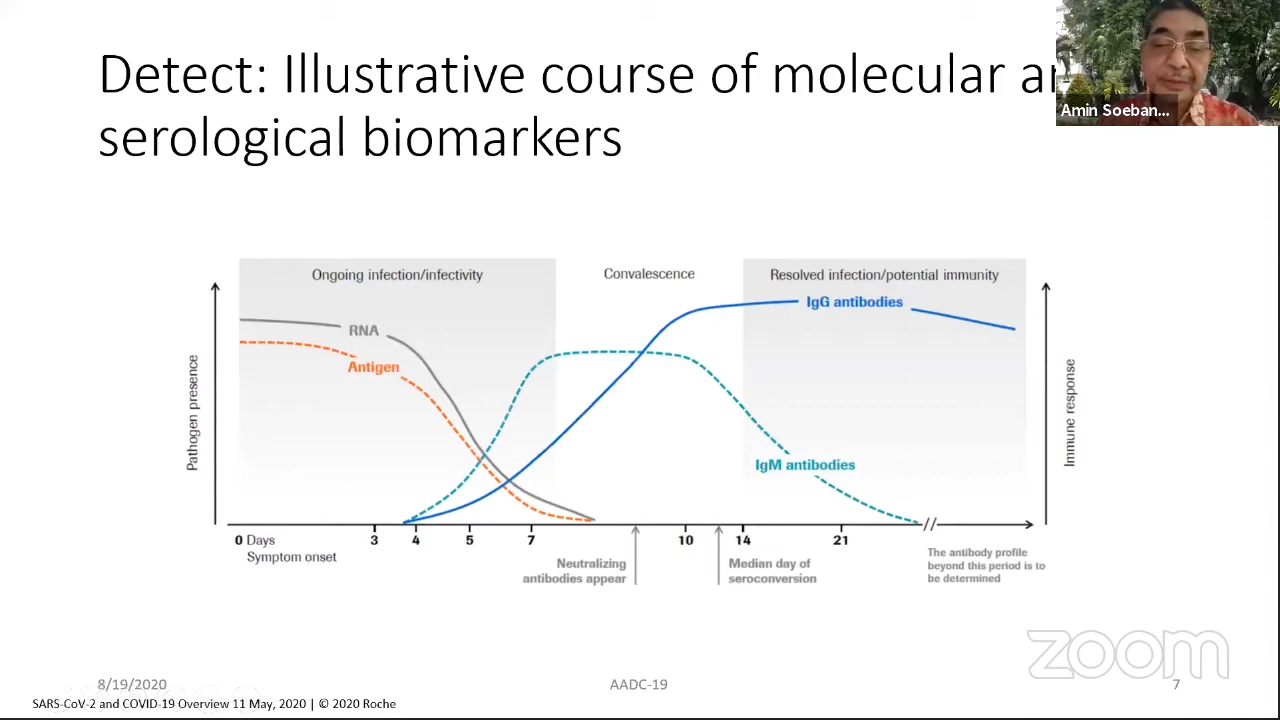 Detect: Illustrative course of molecular
serological biomarkers
Amin Soeban...
Ongoing infection/infectivity
Convalescence
Resolved infection/potential immunity
Pathogen presence
RNA
Antigen
IgG antibodies
IgM antibodies
Immune response
0 Days
Symptom onset
3
4
5
7
10
14
21
Neutralizing
antibodies appear
Median day of
seroconversion
The antibody profile
beyond this period is to
be determined
zoom
8/19/2020
AADC-19
7
SARS-CoV-2 and COVID-19 Overview 11 May, 2020 | © 2020 Roche